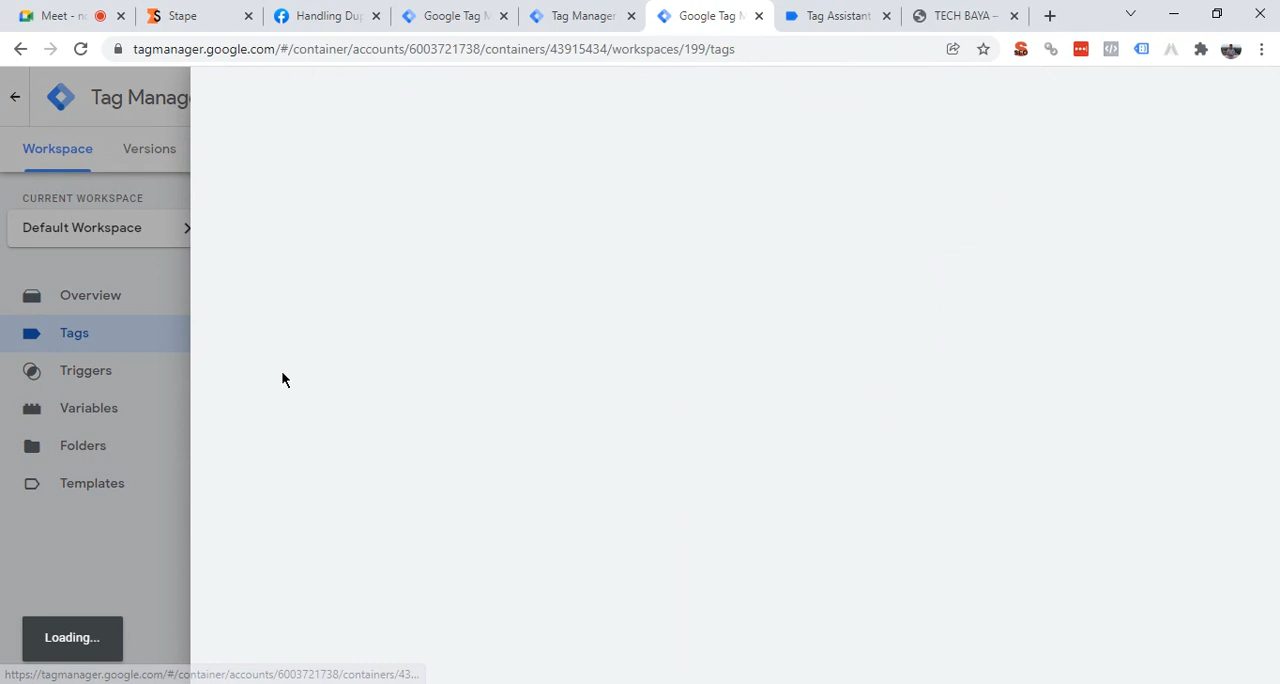 Meet - n
Stape
Handling Dup
Google Tag M
Tag Manager
Google Tag M
Tag Assistant
TECH BAYA –
tagmanager.google.com/#/container/accounts/6003721738/containers/43915434/workspaces/199/tags
Tag Manag
Workspace Versions
CURRENT WORKSPACE
Default Workspace
Overview
Tags
Triggers
Variables
Folders
Templates
Loading...
https://tagmanager.google.com/#/container/accounts/6003721738/containers/43...